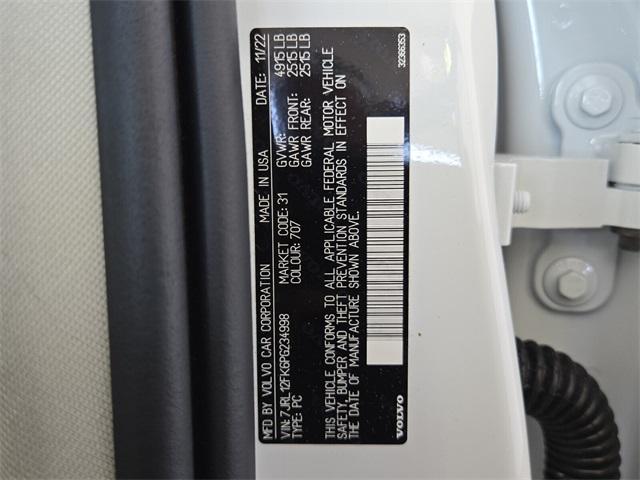 MFD BY VOLVO CAR CORPORATION MADE IN USA DATE: 11/22
VIN: 7JRL12FK6PG234998 GVWR: 4915 LB
TYPE: PC MARKET CODE: 31 GAWR FRONT: 2515 LB
COLOUR: 707 GAWR REAR: 2515 LB
THIS VEHICLE CONFORMS TO ALL APPLICABLE FEDERAL MOTOR VEHICLE
SAFETY, BUMPER AND THEFT PREVENTION STANDARDS IN EFFECT ON
THE DATE OF MANUFACTURE SHOWN ABOVE.
VOLVO 32366353